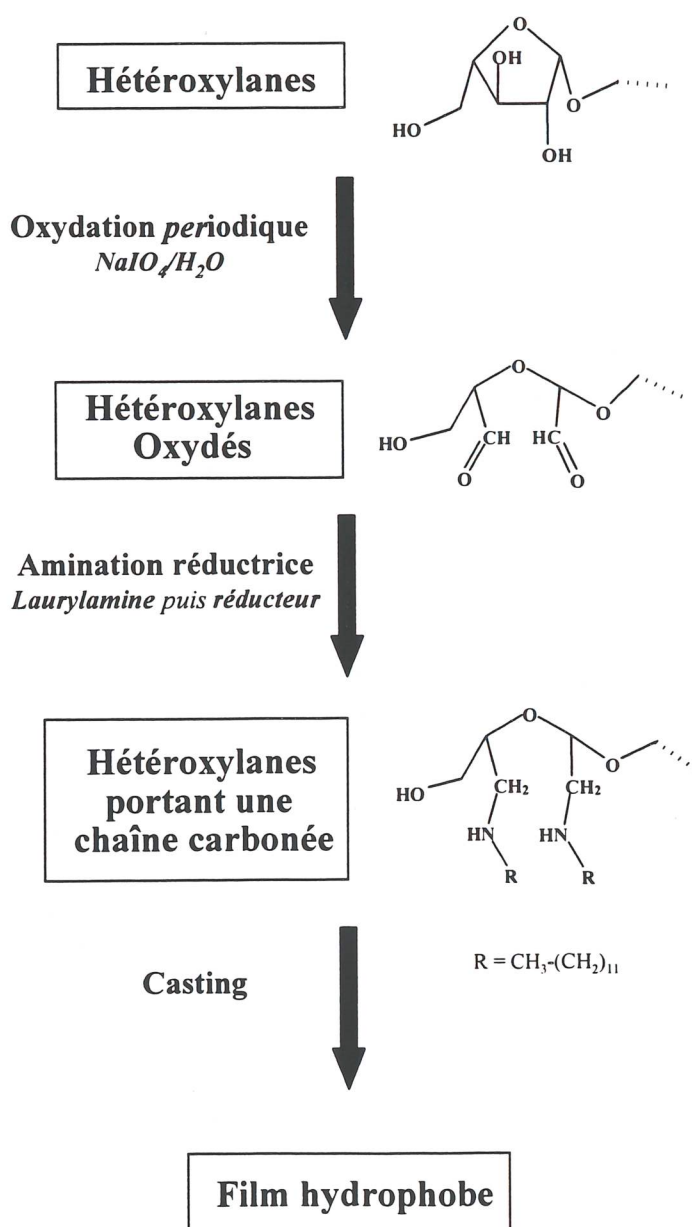 Hétéroxylanes
O
OH
O
HO
OH
Oxydation periodique
NaIO₄/H₂O
Hétéroxylanes
Oxydés
O
O
HO
CH
HC
O
O
Amination réductrice
Laurylamine puis réducteur
Hétéroxylanes
portant une
chaîne carbonée
O
O
HO
CH₂
CH₂
HN
HN
R
R
R = CH₃-(CH₂)₁₁
Casting
Film hydrophobe